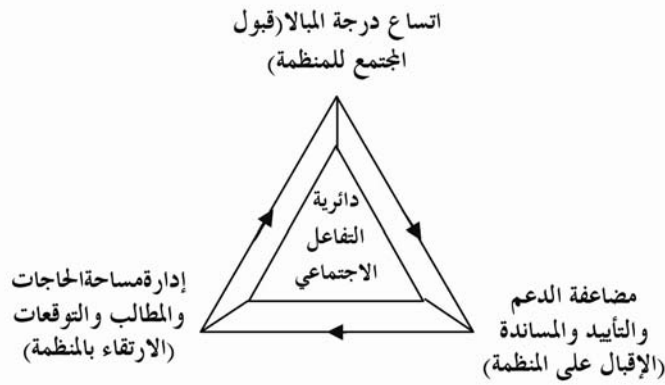 اتساع درجة المبالا(قبول
المجتمع للمنظمة)
دائرية
التفاعل
الاجتماعي
مضاعفة الدعم
والتأييد والمساندة
(الإقبال على المنظمة)
إدارةمساحةالحاجات
والمطالب والتوقعات
(الارتقاء بالمنظمة)